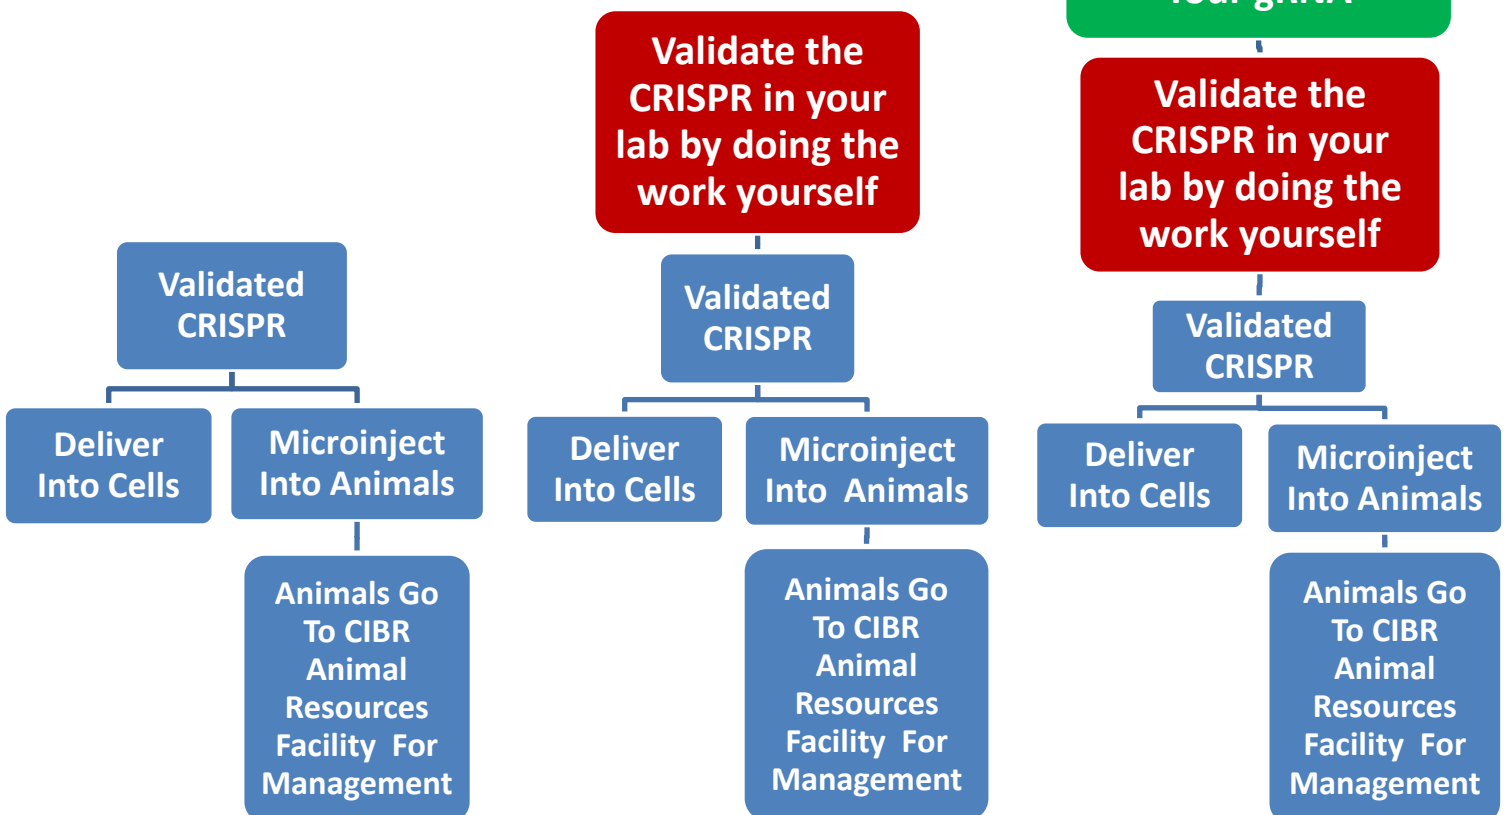 Your gRNA
Validated
CRISPR
Deliver
Into Cells
Microinject
Into Animals
Animals Go
To CIBR
Animal
Resources
Facility For
Management
Validate the
CRISPR in your
lab by doing the
work yourself
Validated
CRISPR
Deliver
Into Cells
Microinject
Into Animals
Animals Go
To CIBR
Animal
Resources
Facility For
Management
Validate the
CRISPR in your
lab by doing the
work yourself
Validated
CRISPR
Deliver
Into Cells
Microinject
Into Animals
Animals Go
To CIBR
Animal
Resources
Facility For
Management